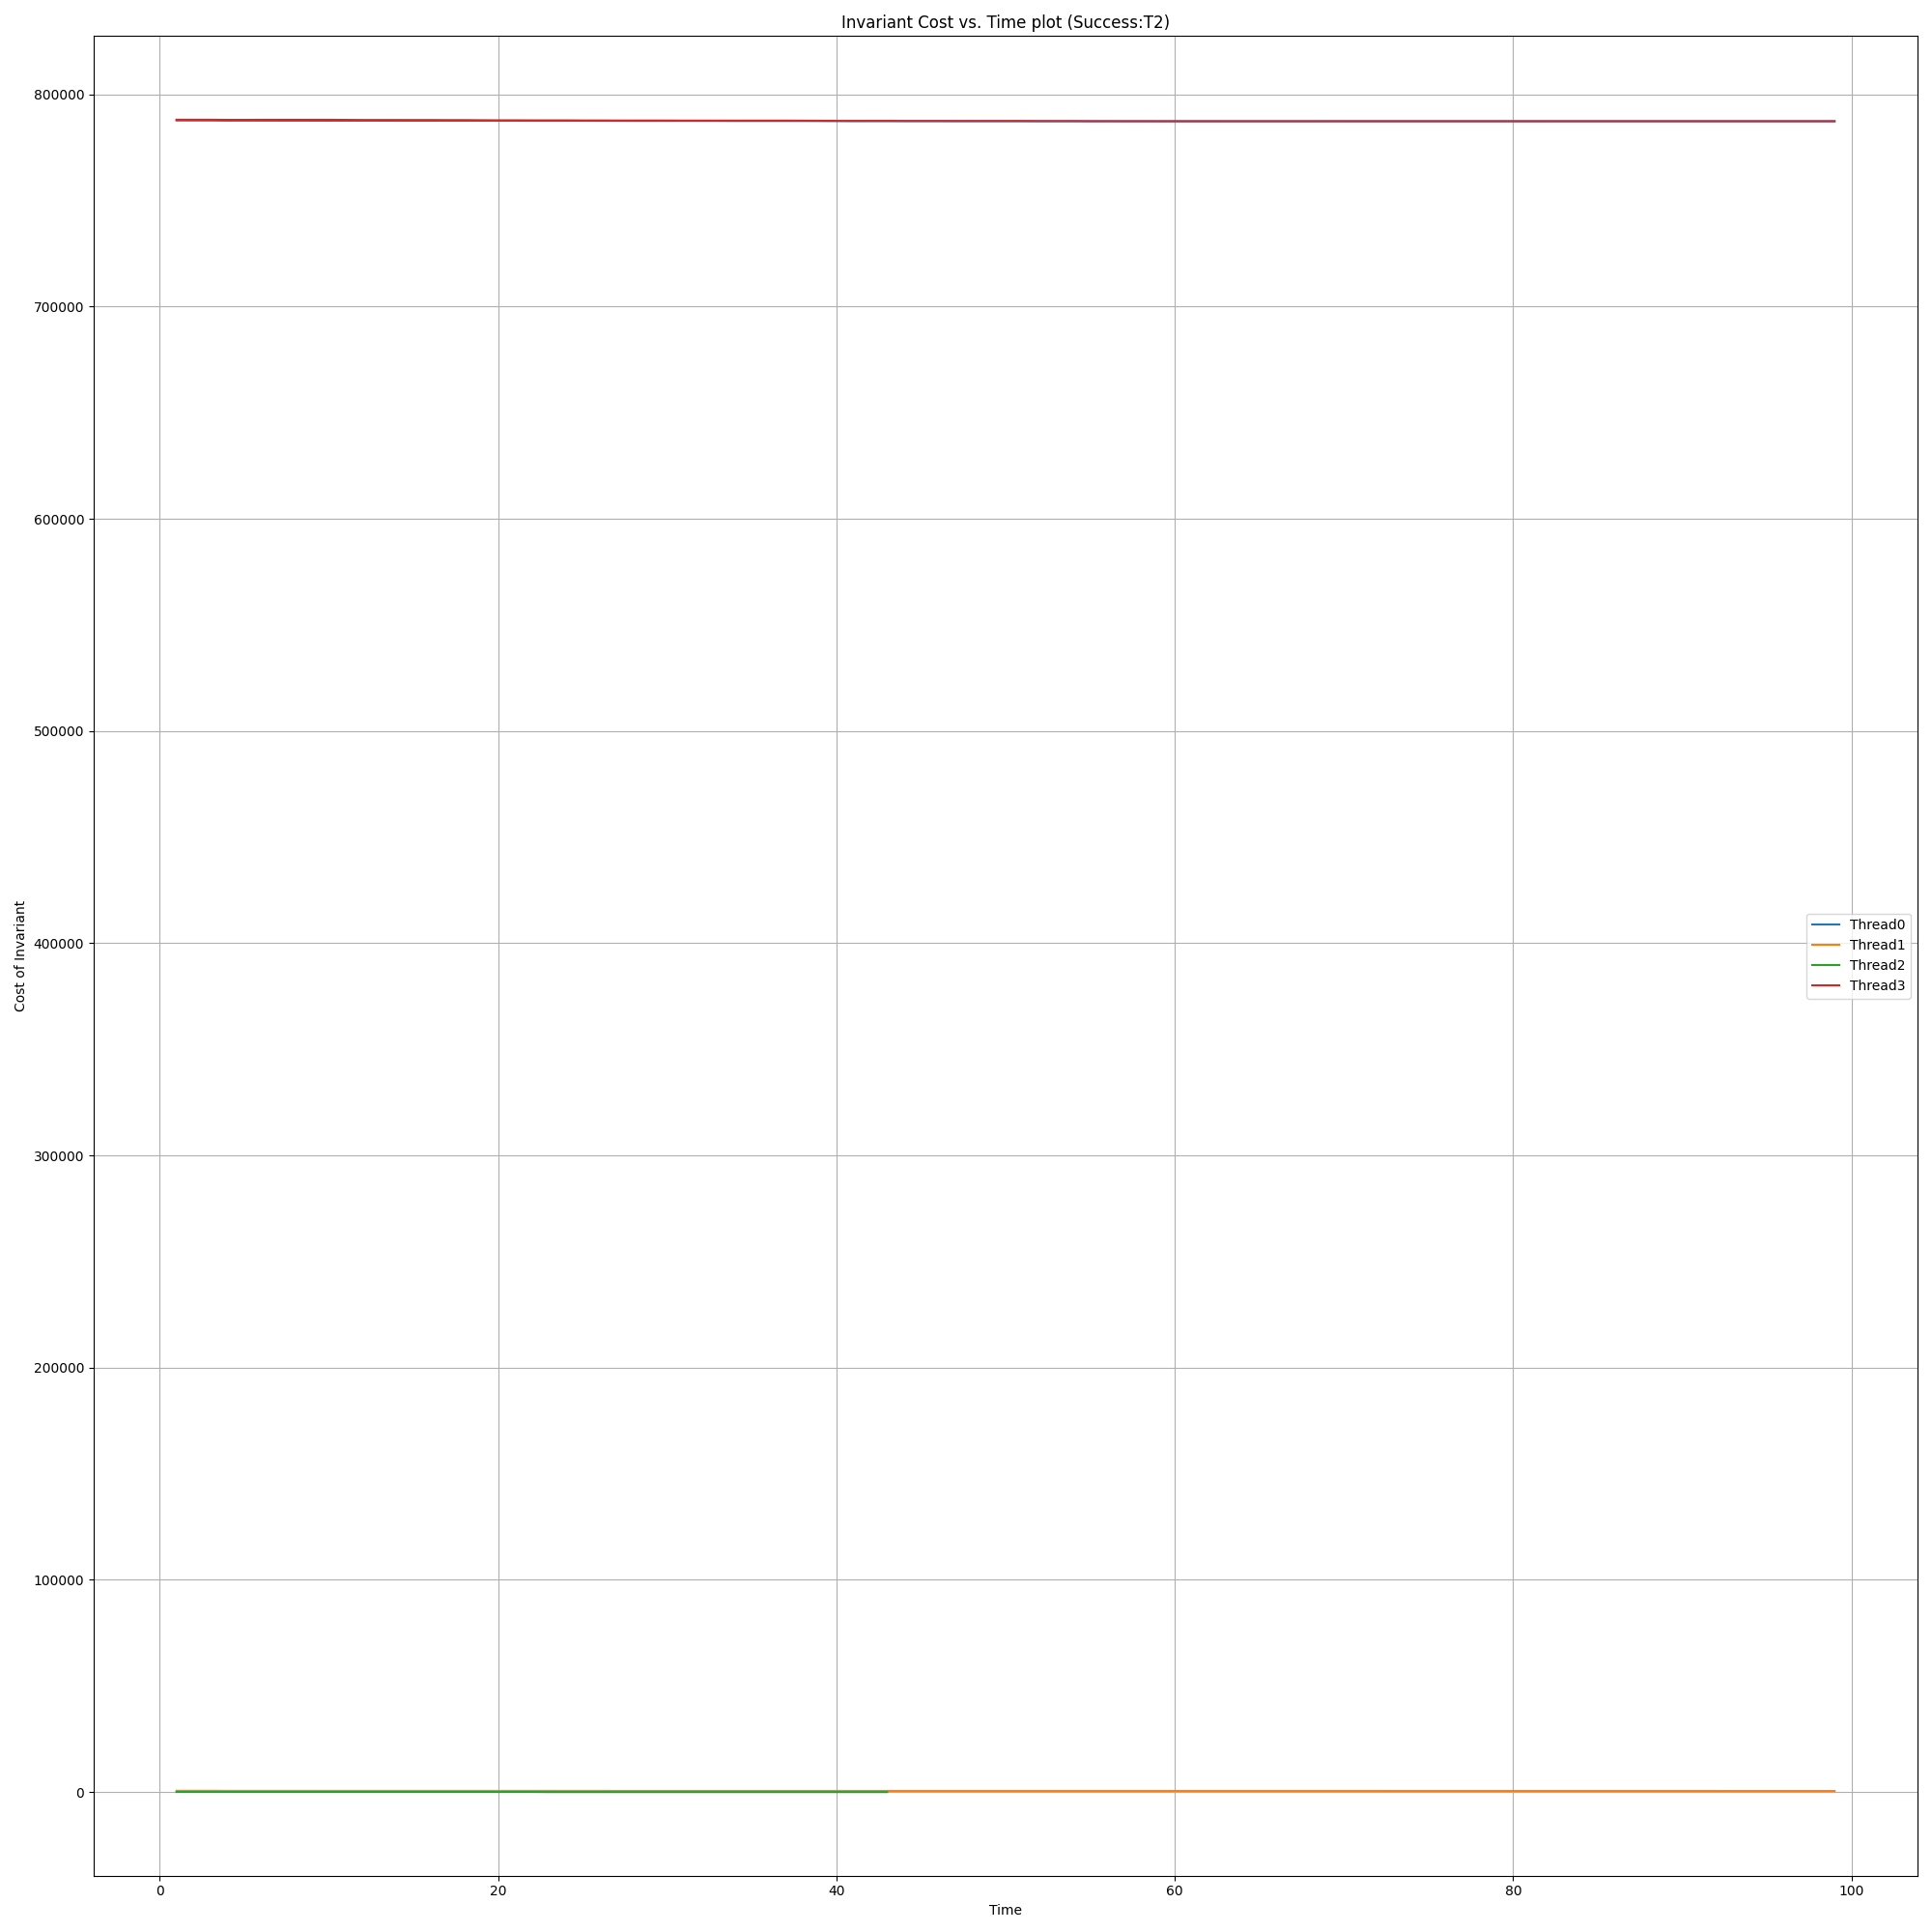 Invariant Cost vs. Time plot (Success:T2)
800000
700000
600000
500000
400000
300000
200000
100000
0
Cost of Invariant
Thread0
Thread1
Thread2
Thread3
0 20 40 60 80 100
Time